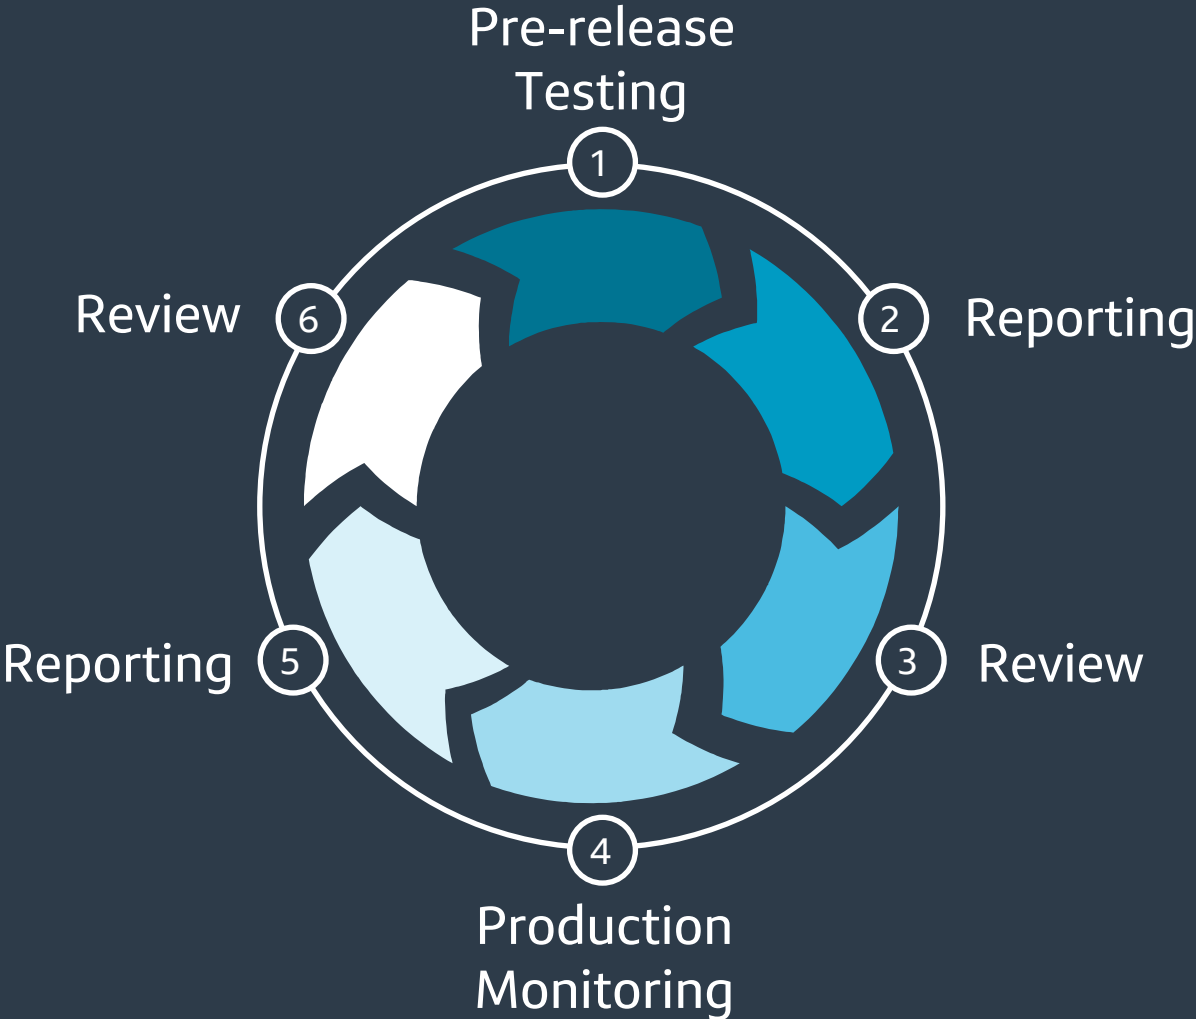 Pre-release
Testing
1
2
Reporting
3
Review
4
Production
Monitoring
5
Reporting
6
Review